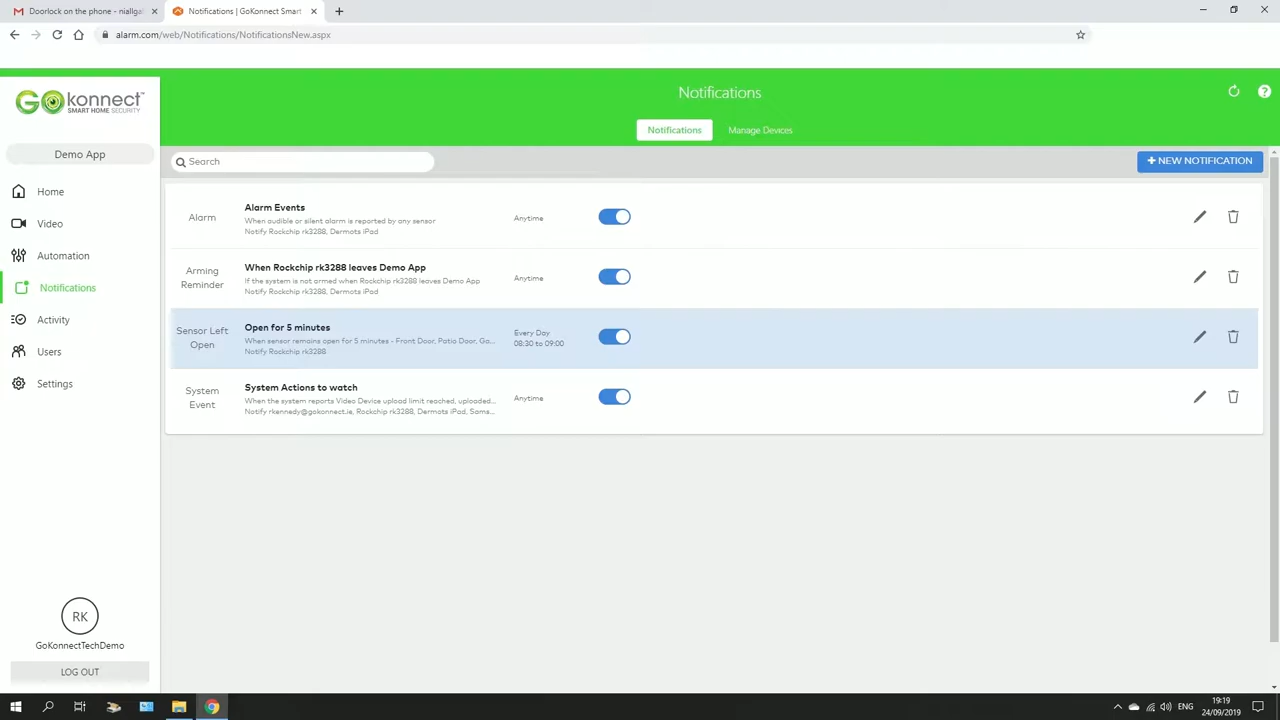 Doorlock on the phone - niallga
Notifications | GoKonnect Smart
alarm.com/web/Notifications/NotificationsNew.aspx
GOkonnect™
SMART HOME SECURITY
Demo App
Home
Video
Automation
Notifications
Activity
Users
Settings
RK
GoKonnectTechDemo
LOG OUT
Notifications
Notifications
Manage Devices
Search
+ NEW NOTIFICATION
Alarm
Alarm Events
When audible or silent alarm is reported by any sensor
Notify Rockchip rk3288, Dermots iPad
Anytime
Arming
Reminder
When Rockchip rk3288 leaves Demo App
If the system is not armed when Rockchip rk3288 leaves Demo App
Notify Rockchip rk3288, Dermots iPad
Anytime
Sensor Left
Open
Open for 5 minutes
When sensor remains open for 5 minutes - Front Door, Patio Door, Ga...
Notify Rockchip rk3288
Every Day
08:30 to 09:00
System
Event
System Actions to watch
When the system reports Video Device upload limit reached, uploaded...
Notify rkennedy@gokonnect.ie, Rockchip rk3288, Dermots iPad, Sams...
Anytime
ENG
19:19
24/09/2019